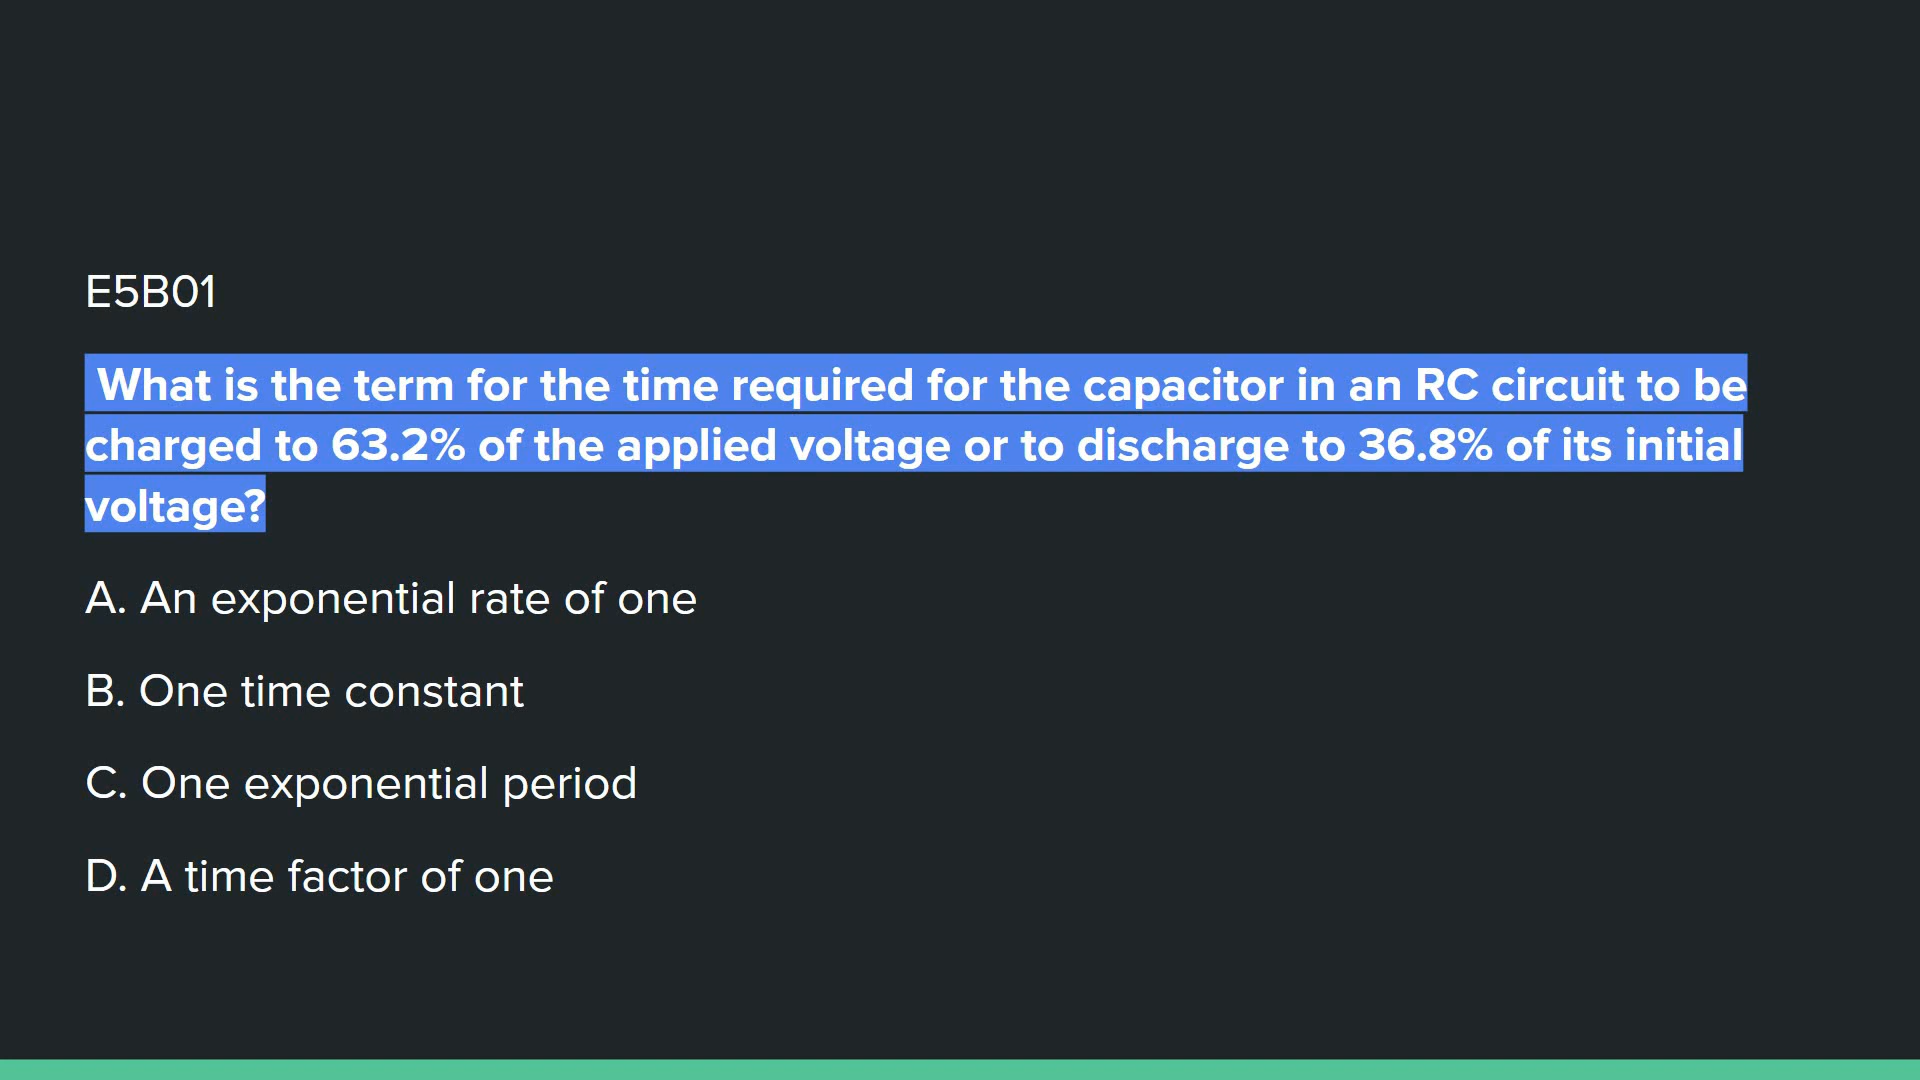 E5B01
What is the term for the time required for the capacitor in an RC circuit to be
charged to 63.2% of the applied voltage or to discharge to 36.8% of its initial
voltage?
A. An exponential rate of one
B. One time constant
C. One exponential period
D. A time factor of one